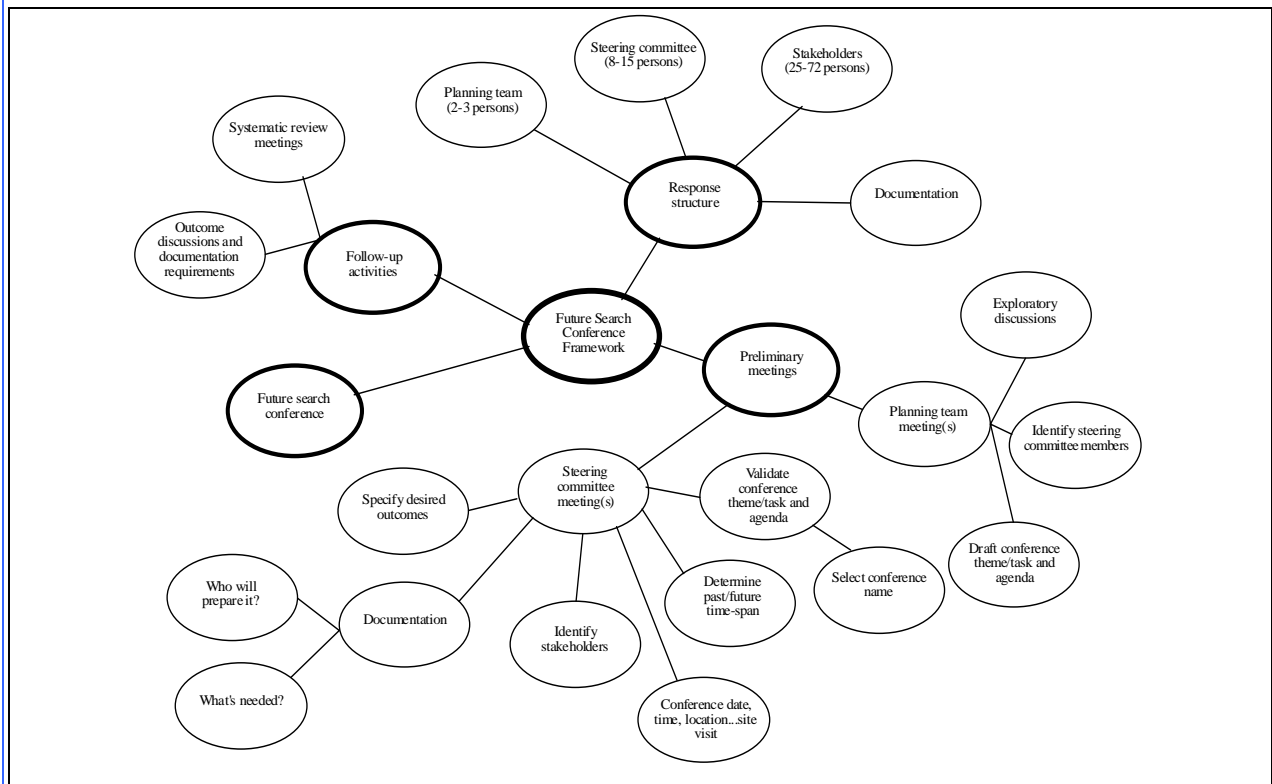 Steering committee
(8-15 persons)
Stakeholders
(25-72 persons)
Planning team
(2-3 persons)
Systematic review
meetings
Response
structure
Documentation
Outcome
discussions and
documentation
requirements
Follow-up
activities
Exploratory
discussions
Future Search
Conference
Framework
Preliminary
meetings
Future search
conference
Planning team
meeting(s)
Identify steering
committee members
Steering
committee
meeting(s)
Validate
conference
theme/task and
agenda
Specify desired
outcomes
Draft conference
theme/task and
agenda
Who will
prepare it?
Determine
past/future
time-span
Select conference
name
Documentation
Identify
stakeholders
What's needed?
Conference date,
time, location...site
visit